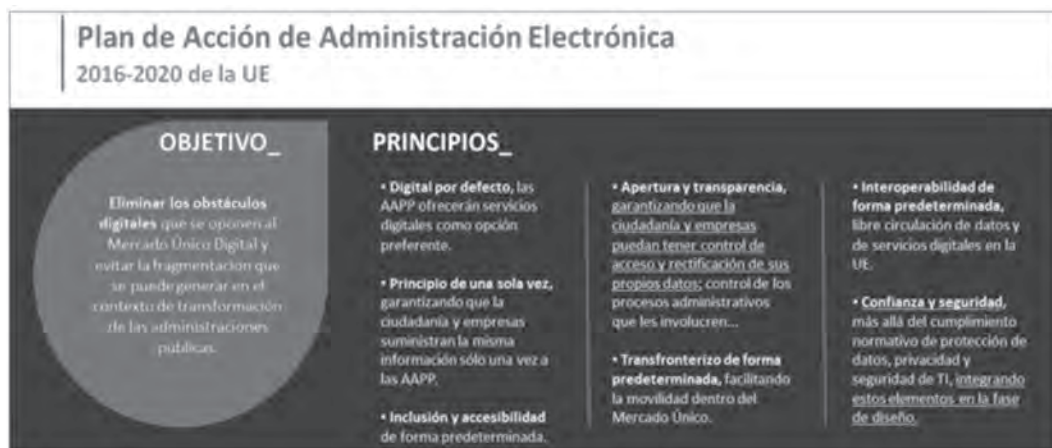 Plan de Acción de Administración Electrónica
2016-2020 de la UE
OBJETIVO_
Eliminar los obstáculos
digitales que se oponen al
Mercado Único Digital y
evitar la fragmentación que
se puede generar en el
contexto de transformación
de las administraciones
públicas.
PRINCIPIOS_
• Digital por defecto, las
AAPP ofrecerán servicios
digitales como opción
preferente.
• Principio de una sola vez,
garantizando que la
ciudadanía y empresas
suministran la misma
información sólo una vez a
las AAPP.
• Inclusión y accesibilidad
de forma predeterminada.
• Apertura y transparencia,
garantizando que la
ciudadanía y empresas
puedan tener control de
acceso y rectificación de sus
propios datos; control de los
procesos administrativos
que les involucren...
• Transfronterizo de forma
predeterminada, facilitando
la movilidad dentro del
Mercado Único.
• Interoperabilidad de
forma predeterminada,
libre circulación de datos y
de servicios digitales en la
UE.
• Confianza y seguridad,
más allá del cumplimiento
normativo de protección de
datos, privacidad y
seguridad de TI, integrando
estos elementos en la fase
de diseño.